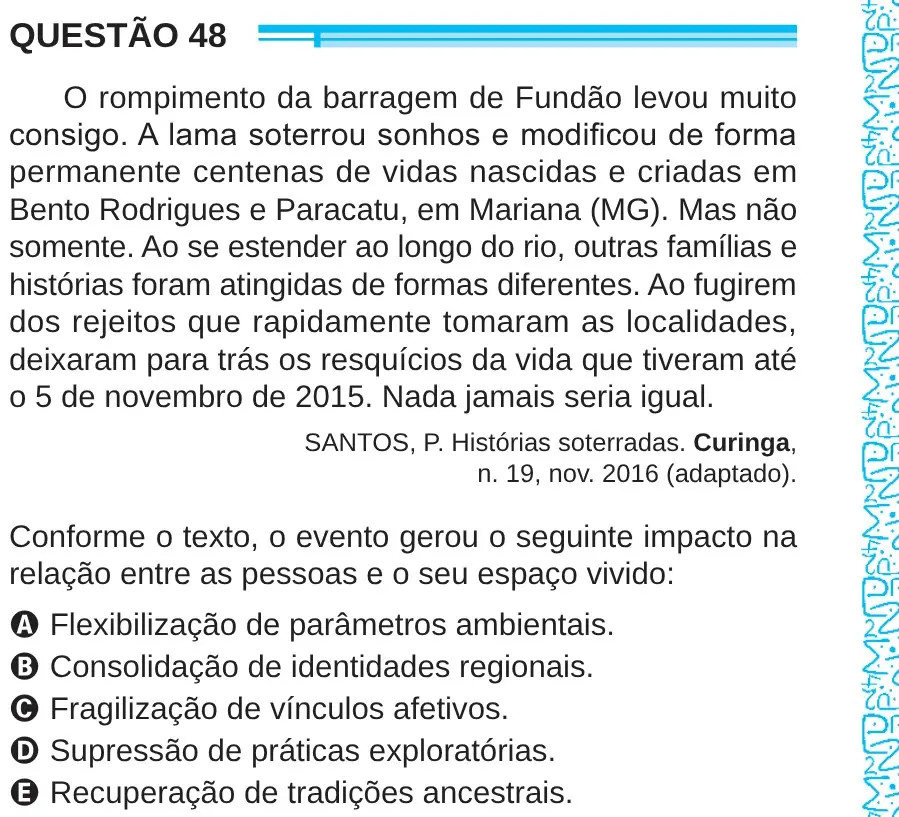 QUESTÃO 48
O rompimento da barragem de Fundão levou muito
consigo. A lama soterrou sonhos e modificou de forma
permanente centenas de vidas nascidas e criadas em
Bento Rodrigues e Paracatu, em Mariana (MG). Mas não
somente. Ao se estender ao longo do rio, outras famílias e
histórias foram atingidas de formas diferentes. Ao fugirem
dos rejeitos que rapidamente tomaram as localidades,
deixaram para trás os resquícios da vida que tiveram até
o 5 de novembro de 2015. Nada jamais seria igual.
SANTOS, P. Histórias soterradas. Curinga,
n. 19, nov. 2016 (adaptado).
Conforme o texto, o evento gerou o seguinte impacto na
relação entre as pessoas e o seu espaço vivido:
A Flexibilização de parâmetros ambientais.
B Consolidação de identidades regionais.
C Fragilização de vínculos afetivos.
D Supressão de práticas exploratórias.
E Recuperação de tradições ancestrais.